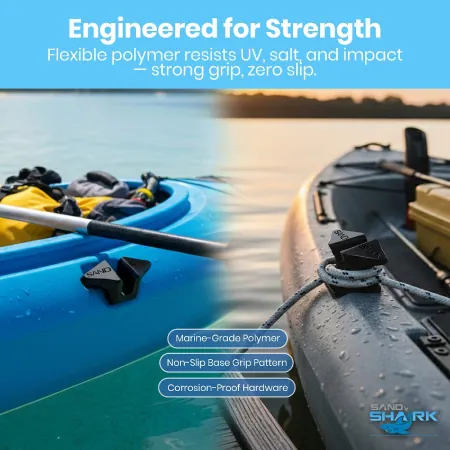 Engineered for Strength
Flexible polymer resists UV, salt, and impact
— strong grip, zero slip.
SAND
SAND
Marine-Grade Polymer
Non-Slip Base Grip Pattern
Corrosion-Proof Hardware
SAND
SHARK